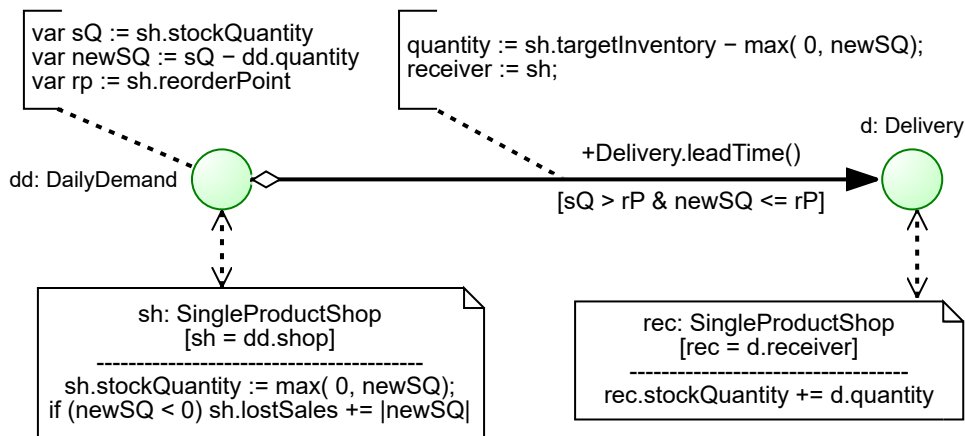 var sQ := sh.stockQuantity
var newSQ := sQ − dd.quantity
var rp := sh.reorderPoint
quantity := sh.targetInventory − max( 0, newSQ);
receiver := sh;
d: Delivery
+Delivery.leadTime()
dd: DailyDemand
[sQ > rP & newSQ <= rP]
sh: SingleProductShop
[sh = dd.shop]
-----------------------------------------
sh.stockQuantity := max( 0, newSQ);
if (newSQ < 0) sh.lostSales += |newSQ|
rec: SingleProductShop
[rec = d.receiver]
-----------------------------------
rec.stockQuantity += d.quantity